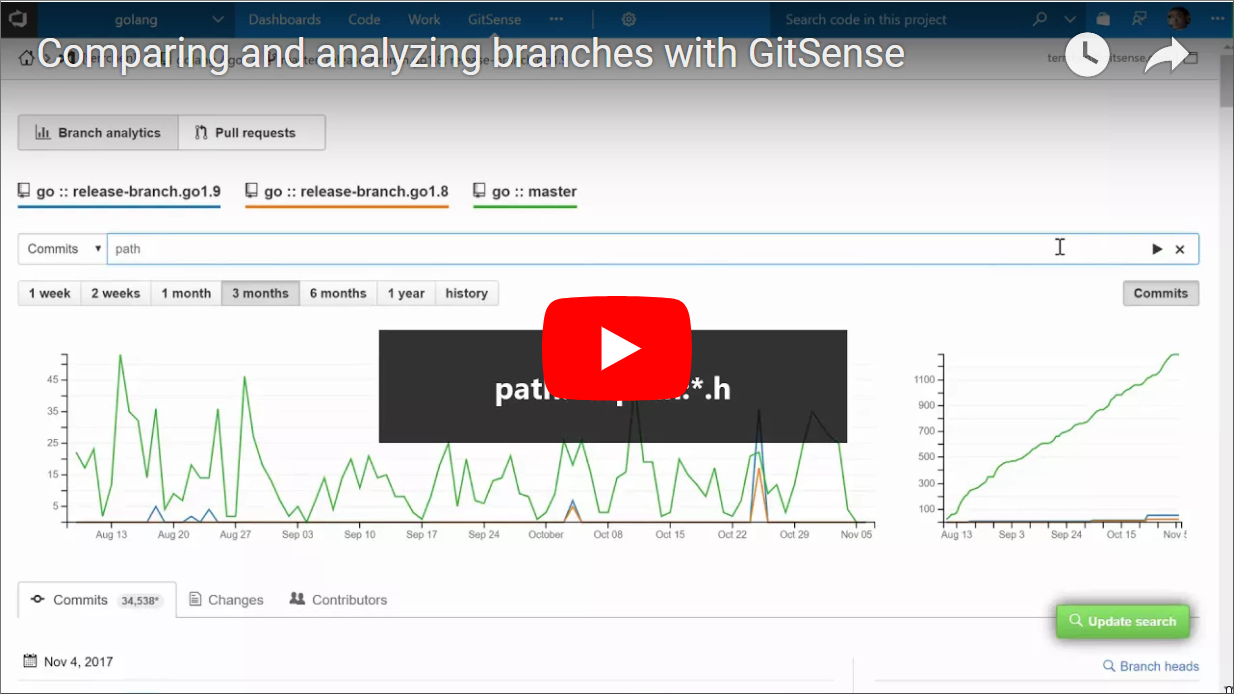 golang Dashboards Code Work GitSense ··· Search code in this project ···
Comparing and analyzing branches with GitSense
Branch analytics Pull requests
go :: release-branch.go1.9 go :: release-branch.go1.8 go :: master
Commits path
1 week 2 weeks 1 month 3 months 6 months 1 year history Commits
path *.h
45 35 25 15 5
1100 900 700 500 300 100
Aug 13 Aug 20 Aug 27 Sep 03 Sep 10 Sep 17 Sep 24 October Oct 08 Oct 15 Oct 22 Oct 29 Nov 05
Aug 13 Sep 3 Sep 24 Oct 15 Nov
Commits 34,538* Changes Contributors
Update search
Nov 4, 2017
Branch heads